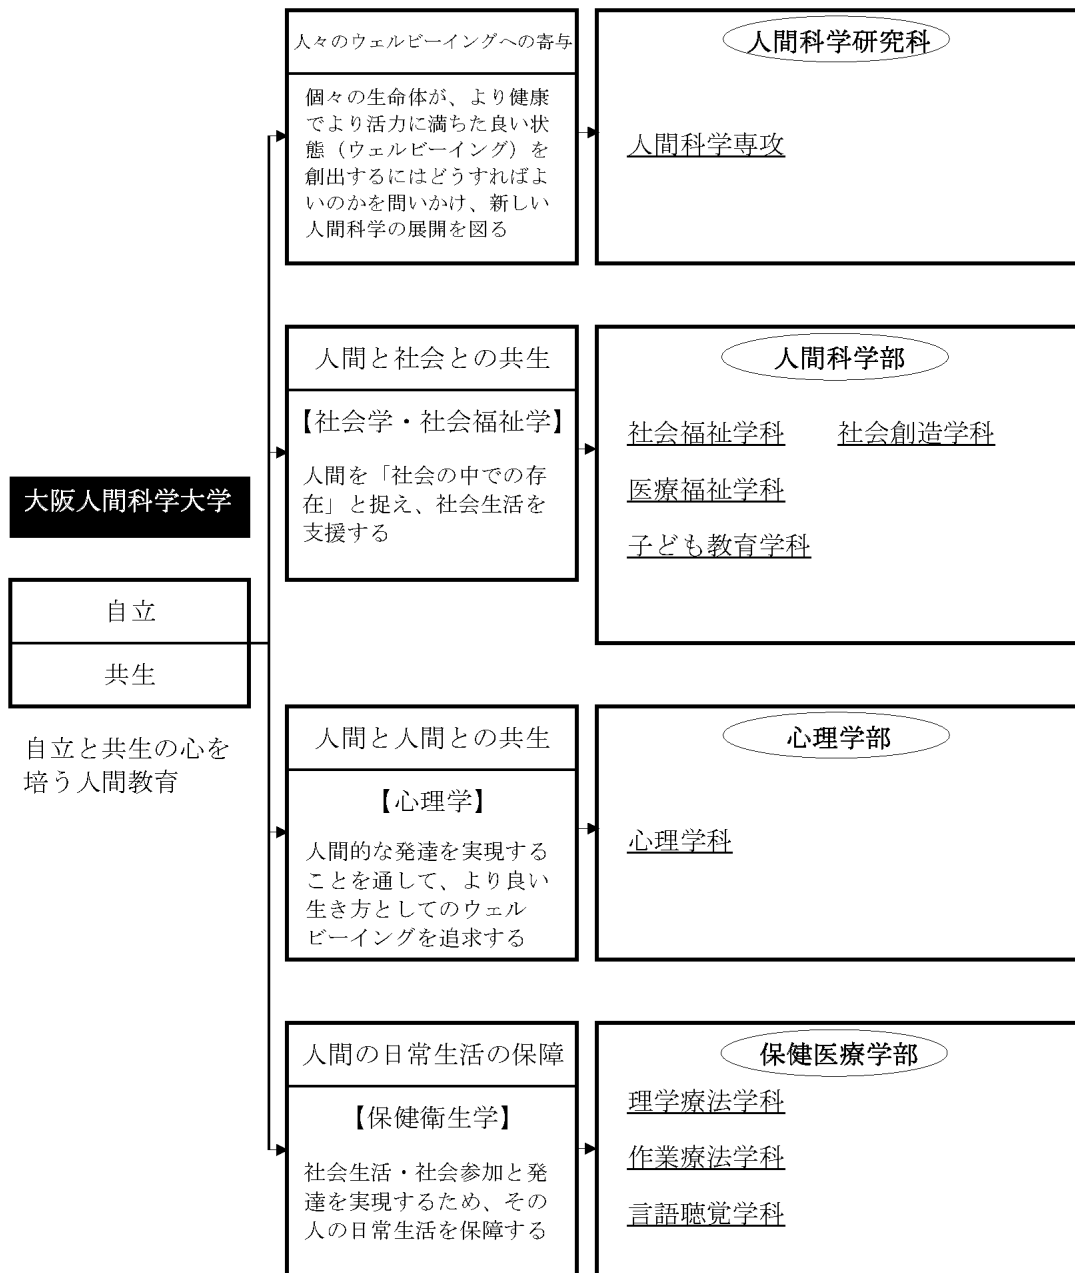 大阪人間科学大学
自立
共生
自立と共生の心を
培う人間教育
人々のウェルビーイングへの寄与
個々の生命体が、より健康
でより活力に満ちた良い状
態（ウェルビーイング）を
創出するにはどうすればよ
いのかを問いかけ、新しい
人間科学の展開を図る
人間科学研究科
人間科学専攻
人間と社会との共生
【社会学・社会福祉学】
人間を「社会の中での存
在」と捉え、社会生活を
支援する
人間科学部
社会福祉学科　社会創造学科
医療福祉学科
子ども教育学科
人間と人間との共生
【心理学】
人間的な発達を実現する
ことを通して、より良い
生き方としてのウェル
ビーイングを追求する
心理学部
心理学科
人間の日常生活の保障
【保健衛生学】
社会生活・社会参加と発
達を実現するため、その
人の日常生活を保障する
保健医療学部
理学療法学科
作業療法学科
言語聴覚学科